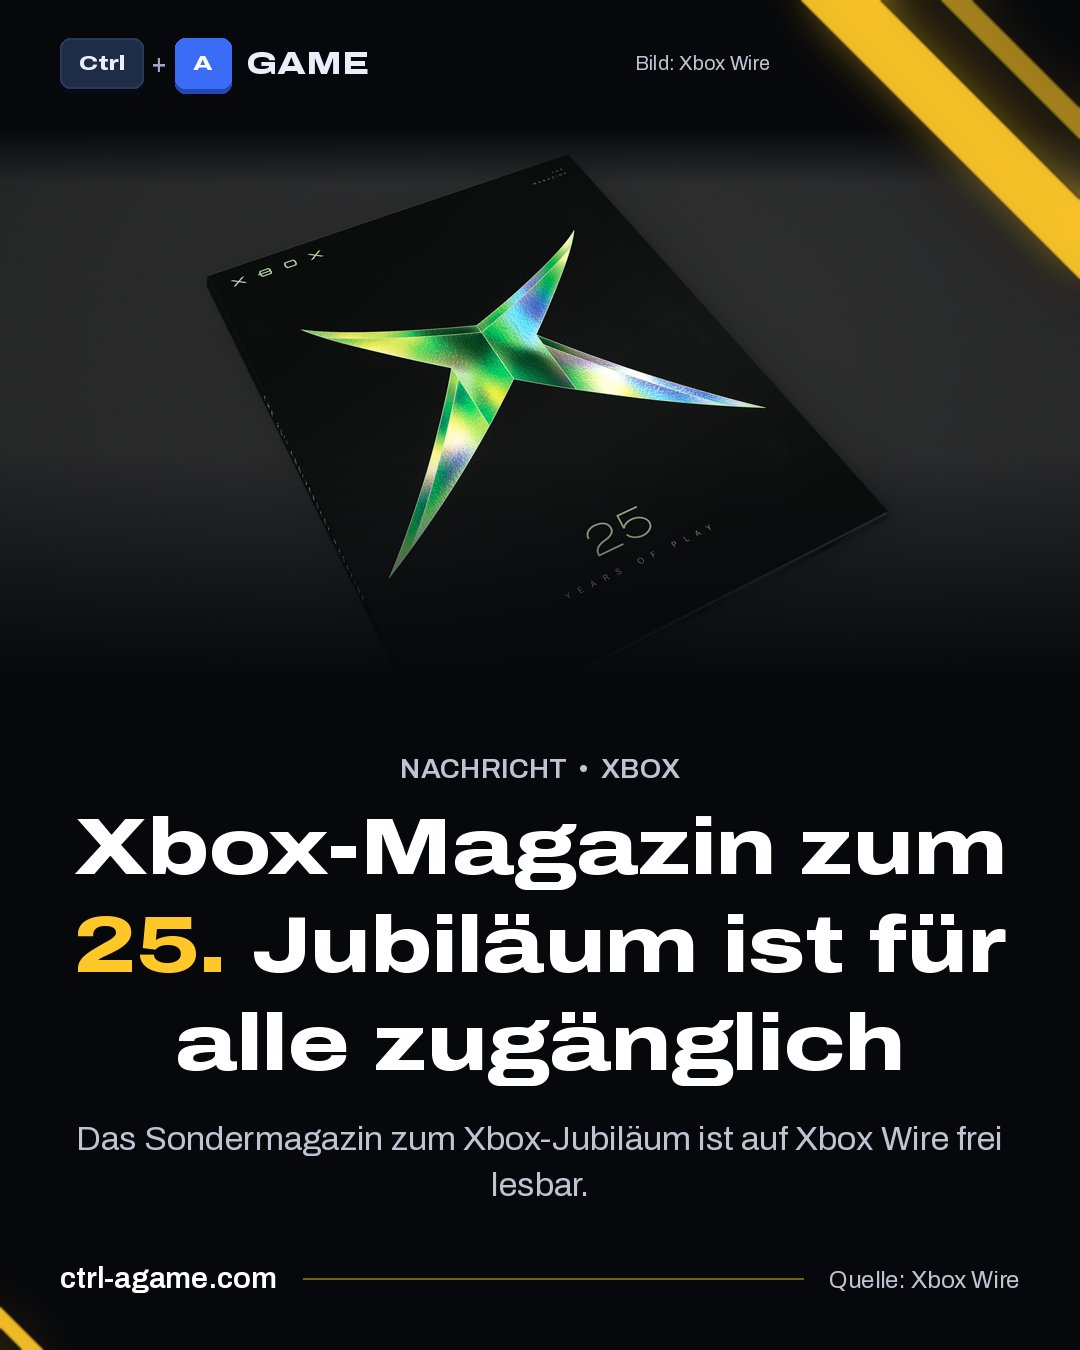 Ctrl + A GAME
Bild: Xbox Wire
XBOX
THE MAGAZINE
25
YEARS OF PLAY
NACHRICHT • XBOX
Xbox-Magazin zum
25. Jubiläum ist für
alle zugänglich
Das Sondermagazin zum Xbox-Jubiläum ist auf Xbox Wire frei
lesbar.
ctrl-agame.com
Quelle: Xbox Wire